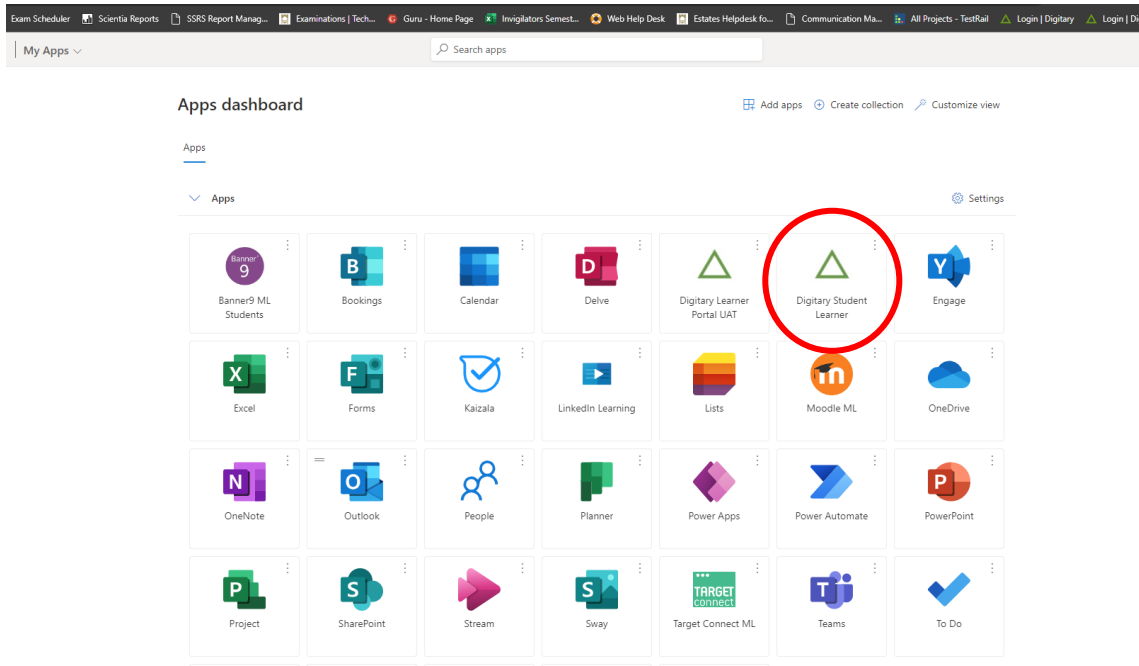 Exam Scheduler Scientia Reports SSRS Report Manag... Examinations | Tech... Guru - Home Page Invigilators Semest... Web Help Desk Estates Helpdesk fo... Communication Ma... All Projects - TestRail Login | Digitary Login | Di
My Apps
Search apps
Apps dashboard
Add apps Create collection Customize view
Apps
Apps
Settings
Banner
9
Banner9 ML
Students
B
Bookings
Calendar
D
Delve
Digitary Learner
Portal UAT
Digitary Student
Learner
Y
Engage
X
Excel
F
Forms
Kaizala
LinkedIn Learning
Lists
m
Moodle ML
OneDrive
N
OneNote
O
Outlook
People
Planner
Power Apps
Power Automate
P
PowerPoint
P
Project
S
SharePoint
Stream
S
Sway
TARGET
connect
Target Connect ML
T
Teams
To Do